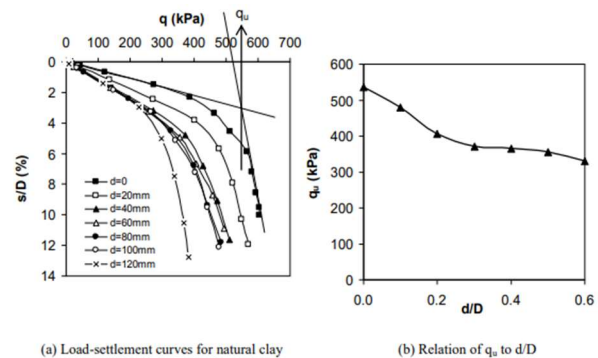 q (kPa)
qu
0 100 200 300 400 500 600 700
0
2
4
6
8
10
12
14
s/D (%)
d=0
d=20mm
d=40mm
d=60mm
d=80mm
d=100mm
d=120mm
(a) Load-settlement curves for natural clay
600
500
400
300
200
100
0
qu (kPa)
0.0 0.2 0.4 0.6
d/D
(b) Relation of qu to d/D